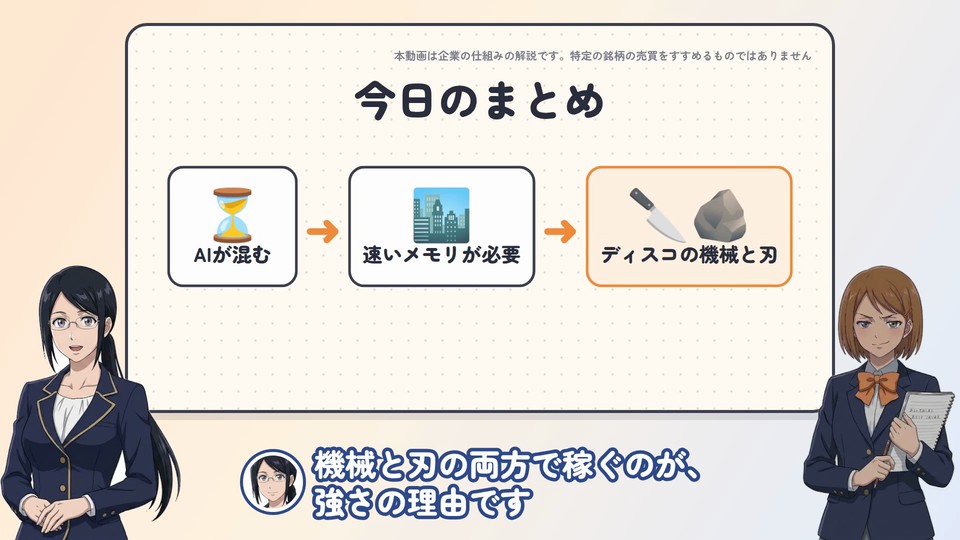 本動画は企業の仕組みの解説です。特定の銘柄の売買をすすめるものではありません
今日のまとめ
AIが混む
速いメモリが必要
ディスコの機械と刃
機械と刃の両方で稼ぐのが、
強さの理由です